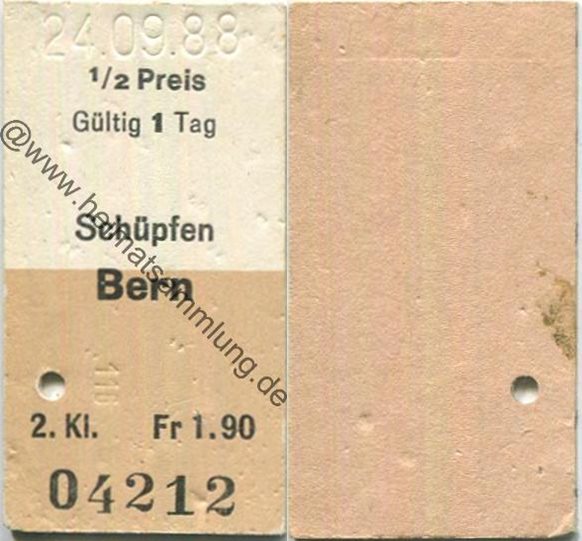 24.09.88
1/2 Preis
Gültig 1 Tag
Schüpfen
Bern
2. Kl. Fr 1.90
04212
@www.heimatsammlung.de